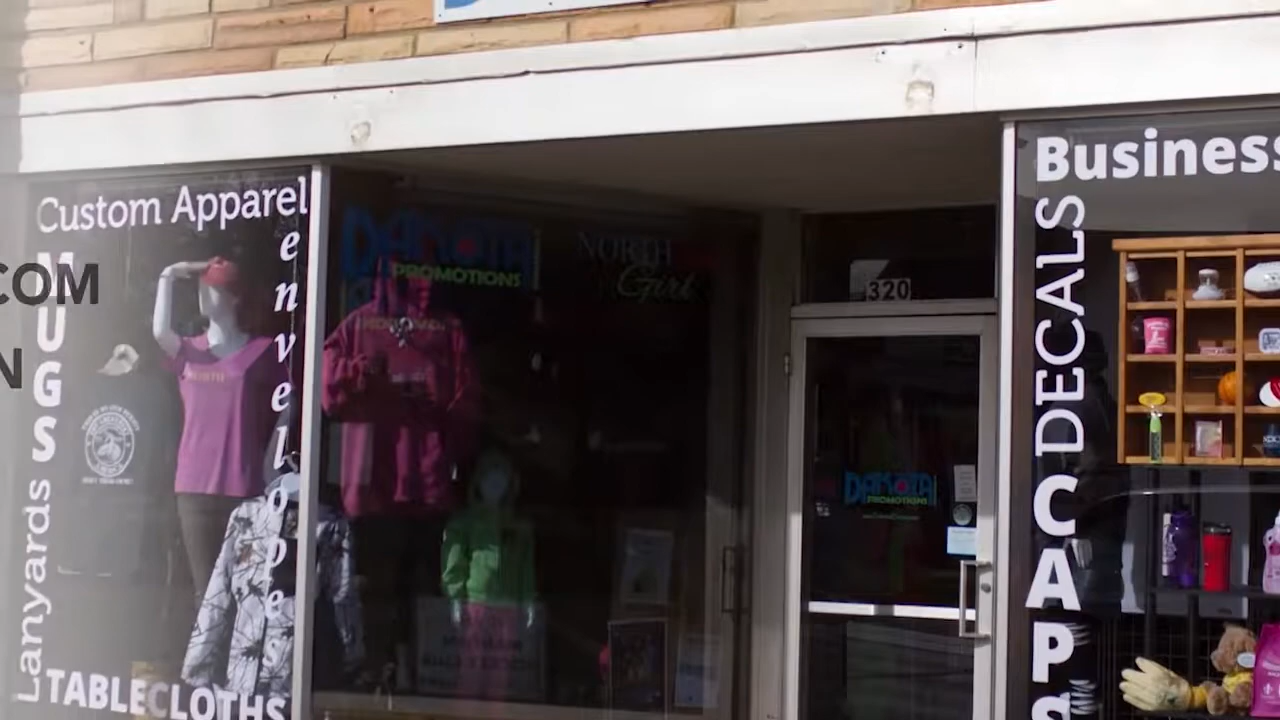 Custom Apparel
MUGS
Lanyards
Envelopes
TABLECLOTHS
COM
N
DAKOTA
PROMOTIONS
NORTH
Girl
320
DAKOTA
PROMOTIONS
Business
DECALS
CAPS